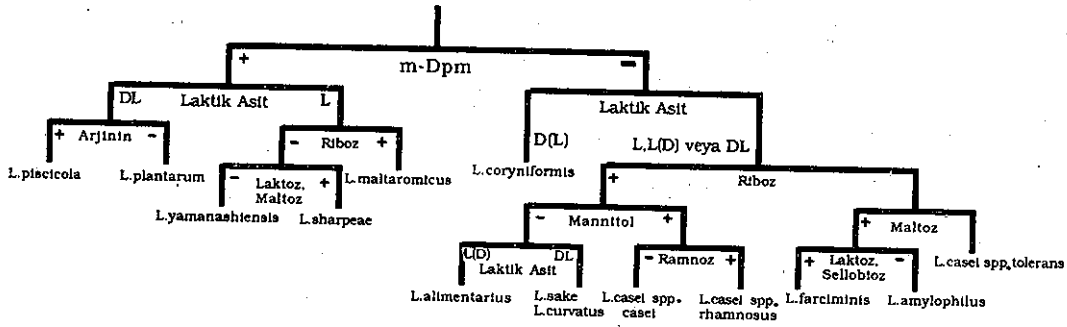 + m-Dpm −
DL Laktik Asit L
Laktik Asit
+ Arjinin −
− Riboz +
D(L)
L,L(D) veya DL
L.piscicola
L.plantarum
L.maltaromicus
L.coryniformis
+ Riboz
− Laktoz, Maltoz +
L.yamanashiensis
L.sharpeae
− Mannitol +
+ Maltoz
L(D) Laktik Asit DL
− Ramnoz +
+ Laktoz, Sellobtoz −
L.casei spp.tolerans
L.alimentarius
L.sake
L.curvatus
L.casei spp.
casei
L.casei spp.
rhamnosus
L.farciminis
L.amylophilus